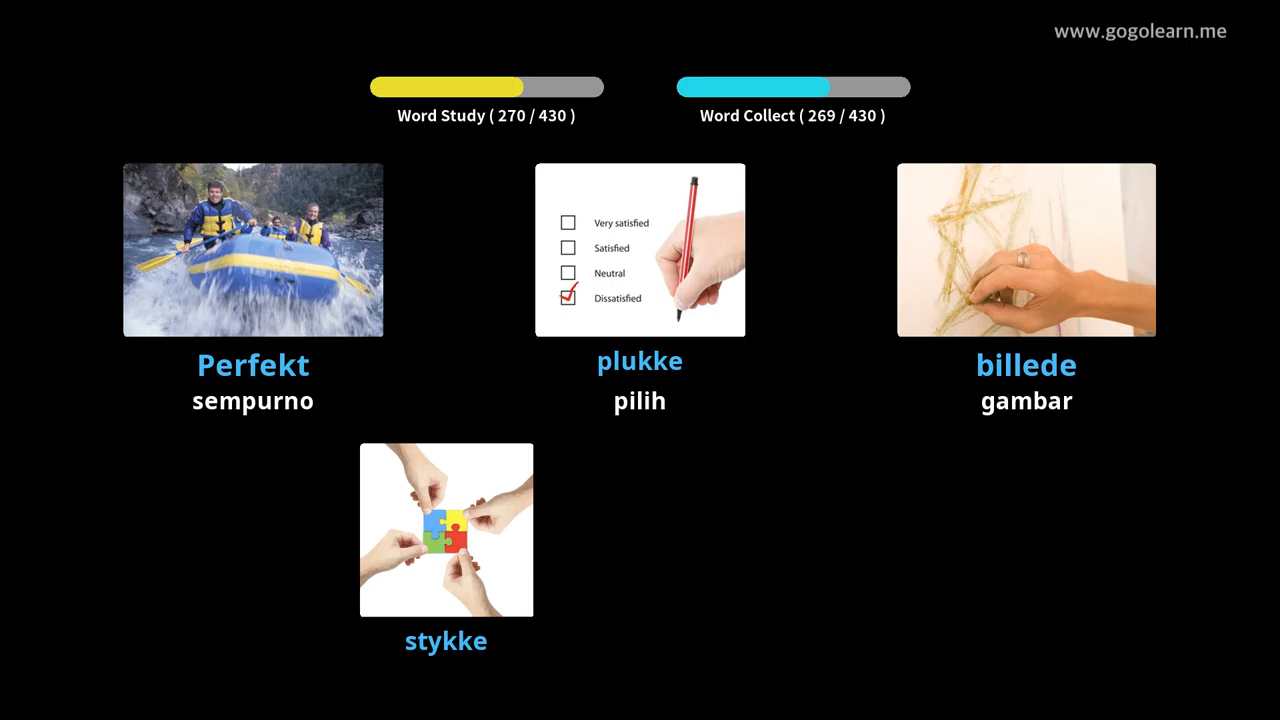 www.gogolearn.me
Word Study ( 270 / 430 )
Word Collect ( 269 / 430 )
Very satisfied
Satisfied
Neutral
Dissatisfied
Perfekt
sempurno
plukke
pilih
billede
gambar
stykke